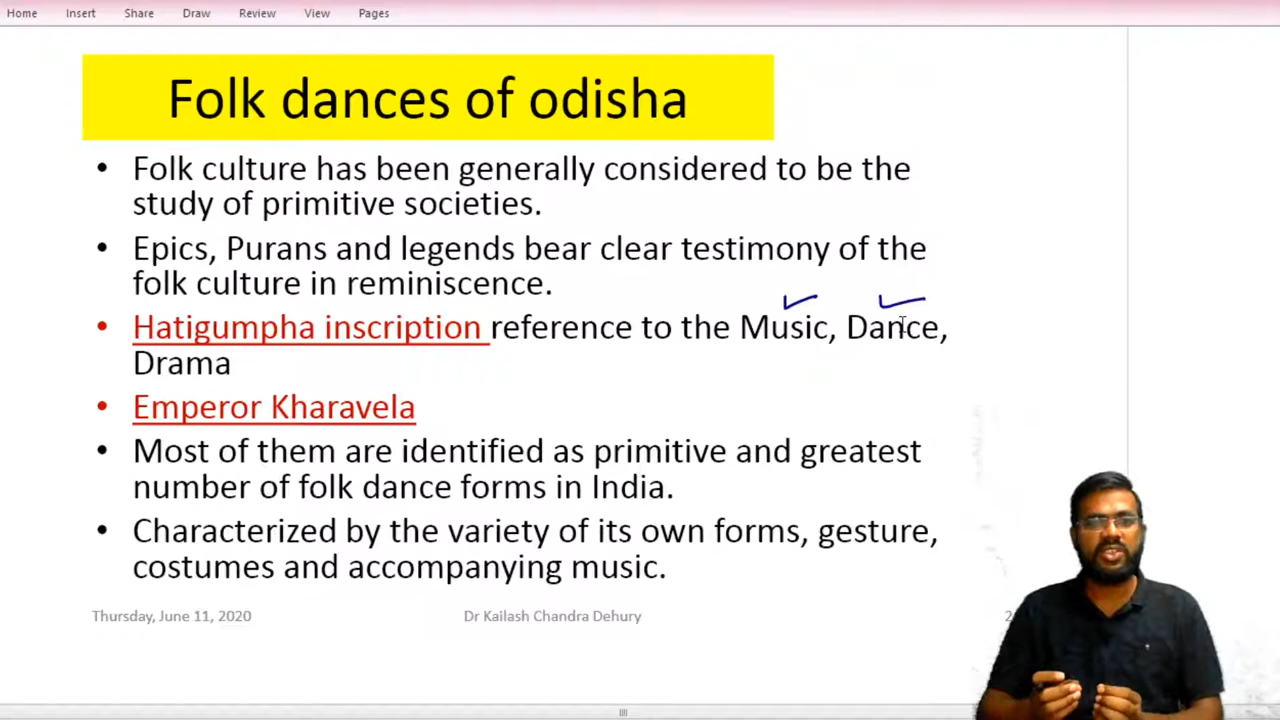 Home Insert Share Draw Review View Pages
Folk dances of odisha
• Folk culture has been generally considered to be the
study of primitive societies.
• Epics, Purans and legends bear clear testimony of the
folk culture in reminiscence.
• Hatigumpha inscription reference to the Music, Dance,
Drama
• Emperor Kharavela
• Most of them are identified as primitive and greatest
number of folk dance forms in India.
• Characterized by the variety of its own forms, gesture,
costumes and accompanying music.
Thursday, June 11, 2020 Dr Kailash Chandra Dehury